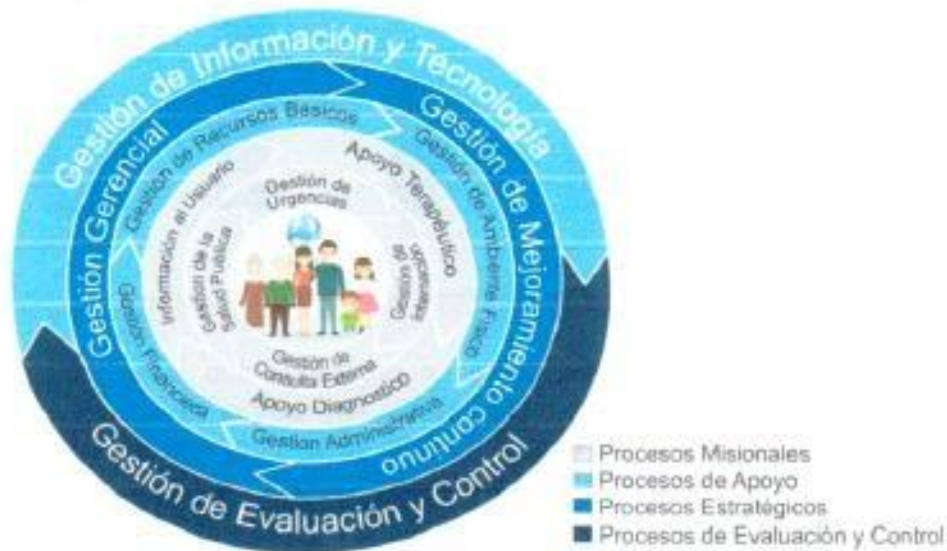 Gestión de Información y Tecnología
Gestión Gerencial
Gestión de Mejoramiento continuo
Gestión de Recursos Básicos
Gestión de Ambiente Físico
Gestión Financiera
Gestión Administrativa
Información al Usuario
Apoyo Terapéutico
Apoyo Diagnostico
Gestión de
Urgencias
Gestión de la
Salud Pública
Gestión de
Internación
Gestión de
Consulta Externa
Gestión de Evaluación y Control
Procesos Misionales
Procesos de Apoyo
Procesos Estratégicos
Procesos de Evaluación y Control